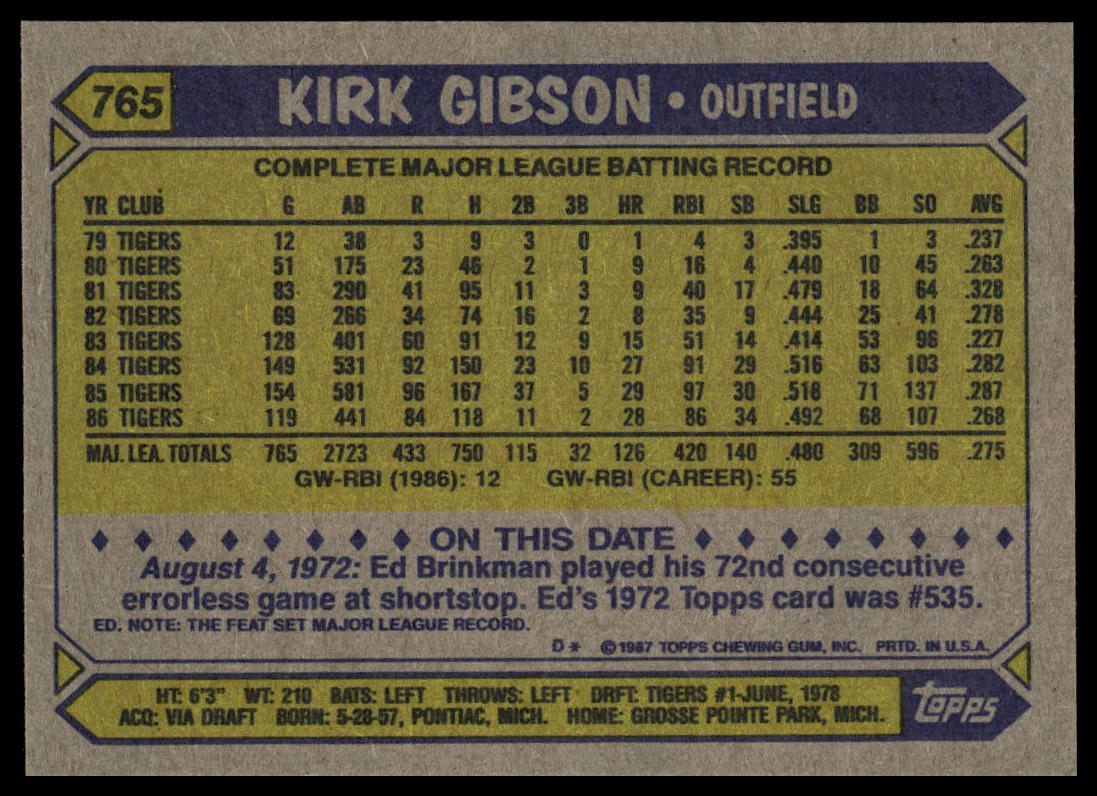 765 KIRK GIBSON • OUTFIELD
COMPLETE MAJOR LEAGUE BATTING RECORD
YR CLUB G AB R H 2B 3B HR RBI SB SLG BB SO AVG
79 TIGERS 12 38 3 9 3 0 1 4 3 .395 1 3 .237
80 TIGERS 51 175 23 46 2 1 9 16 4 .440 10 45 .263
81 TIGERS 83 290 41 95 11 3 9 40 17 .479 18 64 .328
82 TIGERS 69 266 34 74 16 2 8 35 9 .444 25 41 .278
83 TIGERS 128 401 60 91 12 9 15 51 14 .414 53 96 .227
84 TIGERS 149 531 92 150 23 10 27 91 29 .516 63 103 .282
85 TIGERS 154 581 96 167 37 5 29 97 30 .518 71 137 .287
86 TIGERS 119 441 84 118 11 2 28 86 34 .492 68 107 .268
MAJ. LEA. TOTALS 765 2723 433 750 115 32 126 420 140 .480 309 596 .275
GW-RBI (1986): 12 GW-RBI (CAREER): 55
ON THIS DATE
August 4, 1972: Ed Brinkman played his 72nd consecutive
errorless game at shortstop. Ed's 1972 Topps card was #535.
ED. NOTE: THE FEAT SET MAJOR LEAGUE RECORD.
D* ©1987 TOPPS CHEWING GUM, INC. PRTD. IN U.S.A.
HT: 6'3" WT: 210 BATS: LEFT THROWS: LEFT DRFT: TIGERS #1-JUNE, 1978
ACQ: VIA DRAFT BORN: 5-28-57, PONTIAC, MICH. HOME: GROSSE POINTE PARK, MICH.
topps